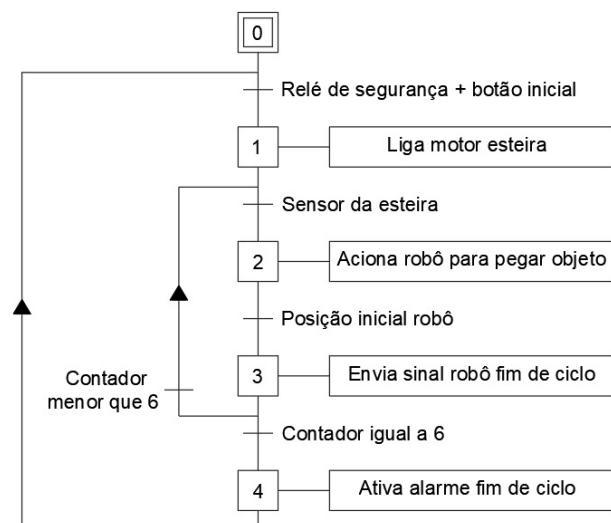 0
Relé de segurança + botão inicial
1
Liga motor esteira
Sensor da esteira
2
Aciona robô para pegar objeto
Posição inicial robô
Contador
menor que 6
3
Envia sinal robô fim de ciclo
Contador igual a 6
4
Ativa alarme fim de ciclo